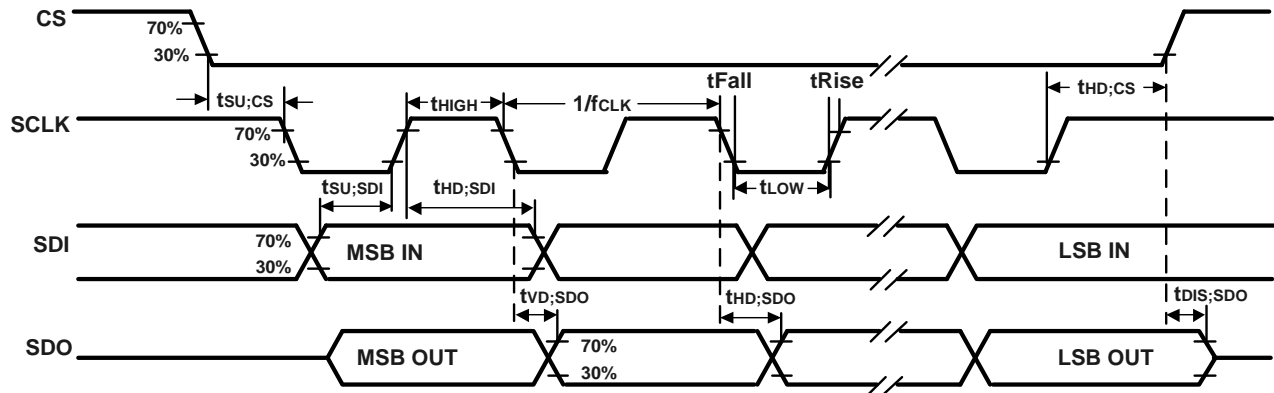 CS
70%
30%
tFall
tRise
tHD;CS
tSU;CS
tHIGH
1/fCLK
SCLK
70%
30%
tSU;SDI
tHD;SDI
tLOW
SDI
70%
30%
MSB IN
LSB IN
tVD;SDO
tHD;SDO
tDIS;SDO
SDO
MSB OUT
70%
30%
LSB OUT